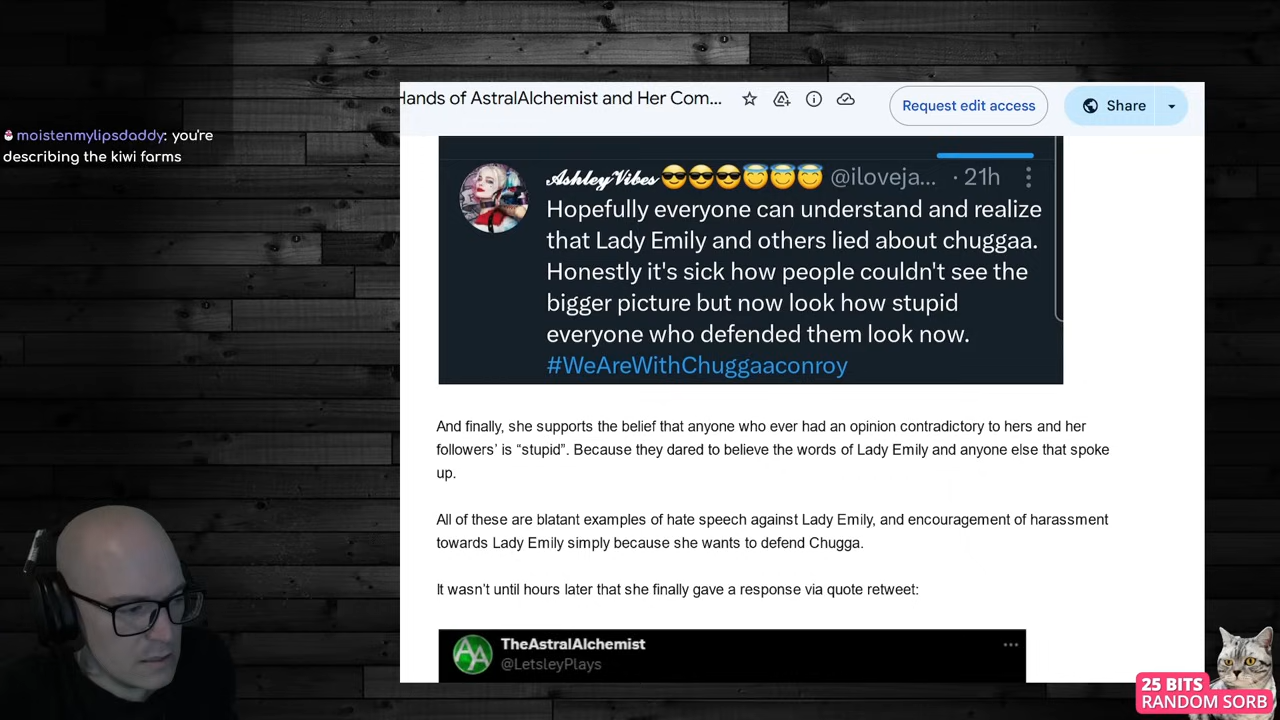 Hands of AstralAlchemist and Her Com...
Request edit access
Share
moistenmylipsdaddy: you're
describing the kiwi farms
AshleyVibes😎😎😎😇😇😇 @iloveja... · 21h
Hopefully everyone can understand and realize
that Lady Emily and others lied about chuggaa.
Honestly it's sick how people couldn't see the
bigger picture but now look how stupid
everyone who defended them look now.
#WeAreWithChuggaaconroy
And finally, she supports the belief that anyone who ever had an opinion contradictory to hers and her
followers' is “stupid”. Because they dared to believe the words of Lady Emily and anyone else that spoke
up.
All of these are blatant examples of hate speech against Lady Emily, and encouragement of harassment
towards Lady Emily simply because she wants to defend Chugga.
It wasn't until hours later that she finally gave a response via quote retweet:
AA
TheAstralAlchemist
@LetsleyPlays
25 BITS
RANDOM SORB